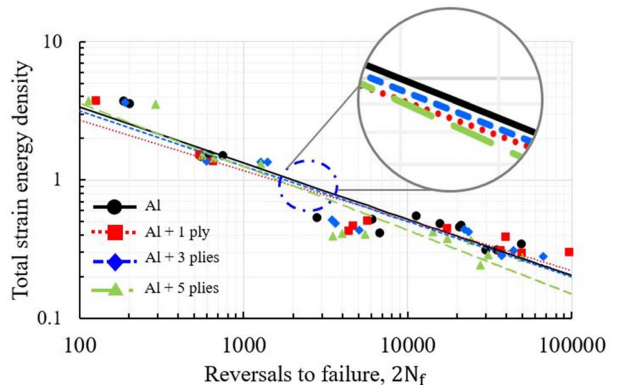 10
1
0.1
Total strain energy density
Al
Al + 1 ply
Al + 3 plies
Al + 5 plies
100
1000
10000
100000
Reversals to failure, 2Nf